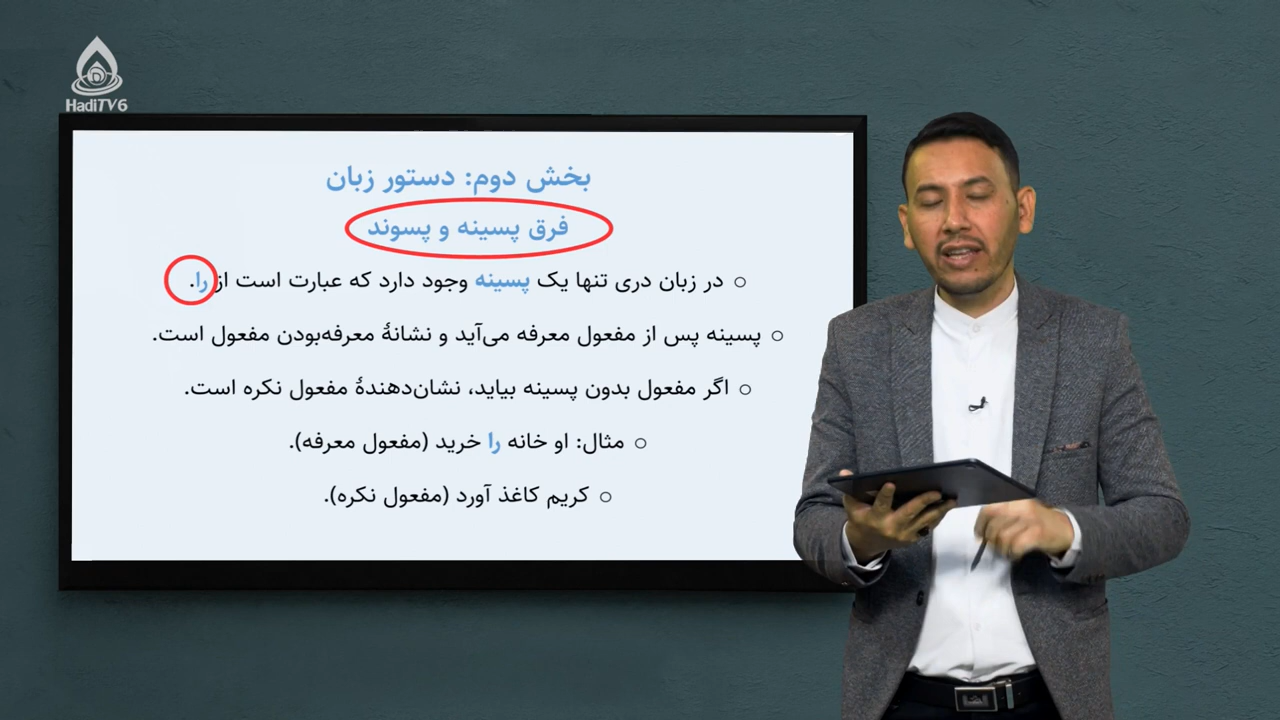 HadiTV6
بخش دوم: دستور زبان
فرق پسینه و پسوند
در زبان دری تنها یک پسینه وجود دارد که عبارت است از را.
پسینه پس از مفعول معرفه می‌آید و نشانهٔ معرفه‌بودن مفعول است.
اگر مفعول بدون پسینه بیاید، نشان‌دهندهٔ مفعول نکره است.
مثال: او خانه را خرید (مفعول معرفه).
کریم کاغذ آورد (مفعول نکره).